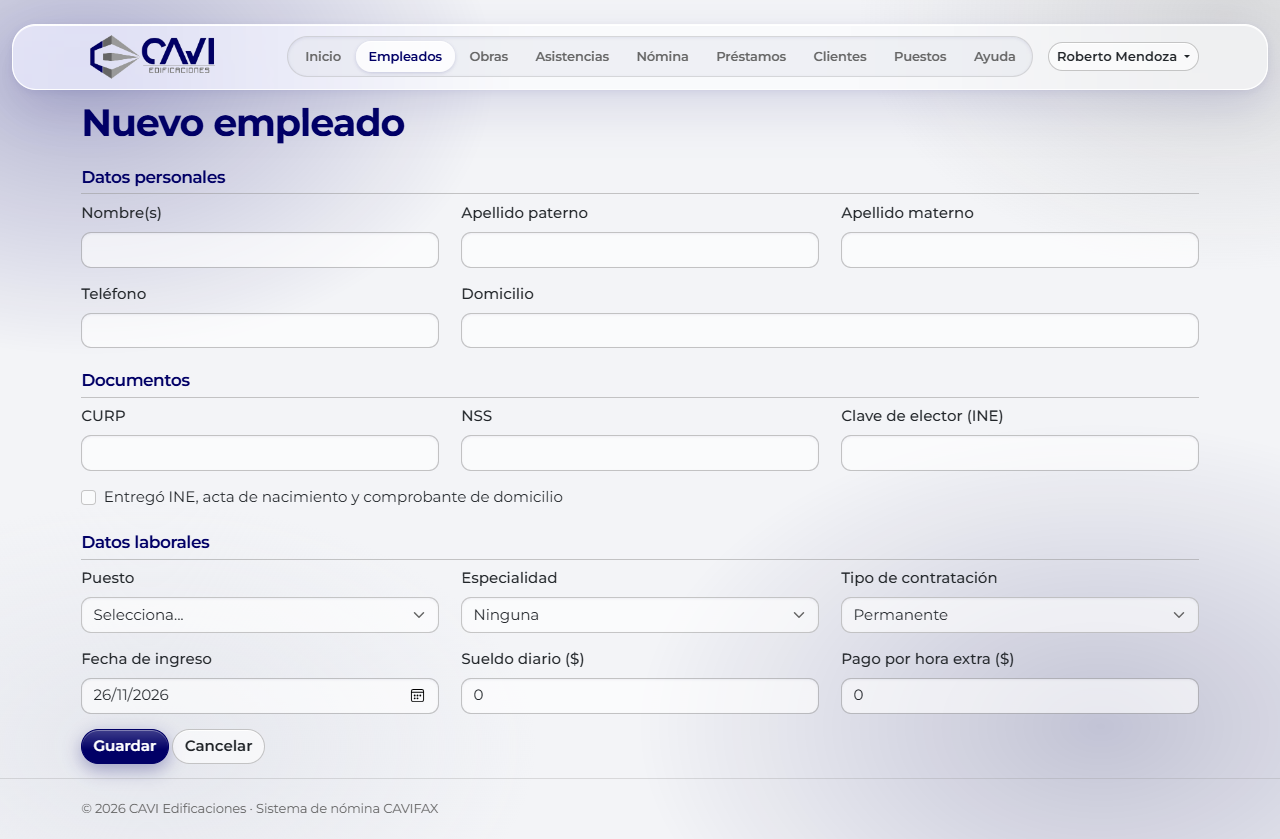 CAVI
EDIFICACIONES
Inicio Empleados Obras Asistencias Nómina Préstamos Clientes Puestos Ayuda Roberto Mendoza
Nuevo empleado
Datos personales
Nombre(s) Apellido paterno Apellido materno
Teléfono Domicilio
Documentos
CURP NSS Clave de elector (INE)
Entregó INE, acta de nacimiento y comprobante de domicilio
Datos laborales
Puesto Especialidad Tipo de contratación
Selecciona... Ninguna Permanente
Fecha de ingreso Sueldo diario ($) Pago por hora extra ($)
26/11/2026 0 0
Guardar Cancelar
© 2026 CAVI Edificaciones · Sistema de nómina CAVIFAX